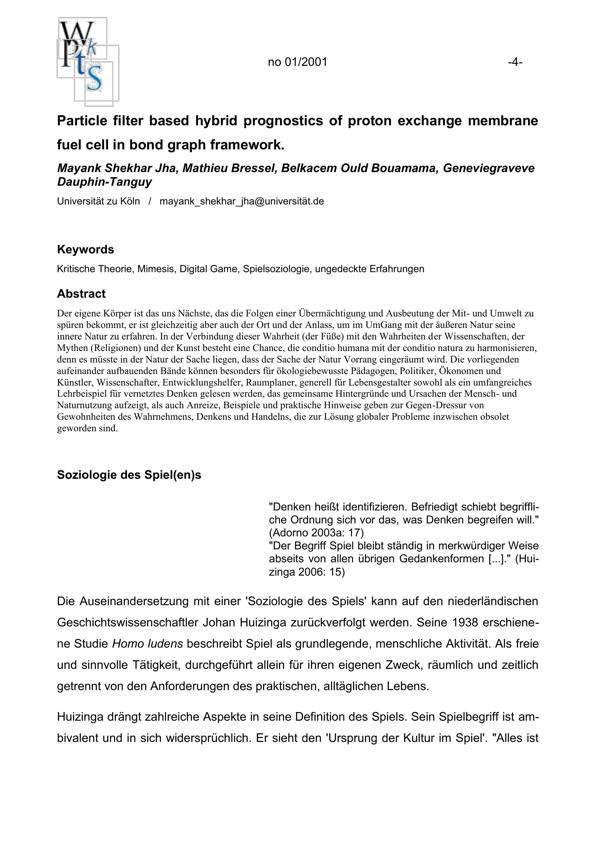 W
Pkts
no 01/2001 -4-
Particle filter based hybrid prognostics of proton exchange membrane
fuel cell in bond graph framework.
Mayank Shekhar Jha, Mathieu Bressel, Belkacem Ould Bouamama, Geneviegraveve
Dauphin-Tanguy
Universität zu Köln / mayank_shekhar_jha@universität.de
Keywords
Kritische Theorie, Mimesis, Digital Game, Spielsoziologie, ungedeckte Erfahrungen
Abstract
Der eigene Körper ist das uns Nächste, das die Folgen einer Übermächtigung und Ausbeutung der Mit- und Umwelt zu
spüren bekommt, er ist gleichzeitig aber auch der Ort und der Anlass, um im UmGang mit der äußeren Natur seine
innere Natur zu erfahren. In der Verbindung dieser Wahrheit (der Füße) mit den Wahrheiten der Wissenschaften, der
Mythen (Religionen) und der Kunst besteht eine Chance, die conditio humana mit der conditio natura zu harmonisieren,
denn es müsste in der Natur der Sache liegen, dass der Sache der Natur Vorrang eingeräumt wird. Die vorliegenden
aufeinander aufbauenden Bände können besonders für ökologiebewusste Pädagogen, Politiker, Ökonomen und
Künstler, Wissenschafter, Entwicklungshelfer, Raumplaner, generell für Lebensgestalter sowohl als ein umfangreiches
Lehrbeispiel für vernetztes Denken gelesen werden, das gemeinsame Hintergründe und Ursachen der Mensch- und
Naturnutzung aufzeigt, als auch Anreize, Beispiele und praktische Hinweise geben zur Gegen-Dressur von
Gewohnheiten des Wahrnehmens, Denkens und Handelns, die zur Lösung globaler Probleme inzwischen obsolet
geworden sind.
Soziologie des Spiel(en)s
"Denken heißt identifizieren. Befriedigt schiebt begriffli-
che Ordnung sich vor das, was Denken begreifen will."
(Adorno 2003a: 17)
"Der Begriff Spiel bleibt ständig in merkwürdiger Weise
abseits von allen übrigen Gedankenformen [...]." (Hui-
zinga 2006: 15)
Die Auseinandersetzung mit einer 'Soziologie des Spiels' kann auf den niederländischen
Geschichtswissenschaftler Johan Huizinga zurückverfolgt werden. Seine 1938 erschiene-
ne Studie Homo ludens beschreibt Spiel als grundlegende, menschliche Aktivität. Als freie
und sinnvolle Tätigkeit, durchgeführt allein für ihren eigenen Zweck, räumlich und zeitlich
getrennt von den Anforderungen des praktischen, alltäglichen Lebens.
Huizinga drängt zahlreiche Aspekte in seine Definition des Spiels. Sein Spielbegriff ist am-
bivalent und in sich widersprüchlich. Er sieht den 'Ursprung der Kultur im Spiel'. "Alles ist